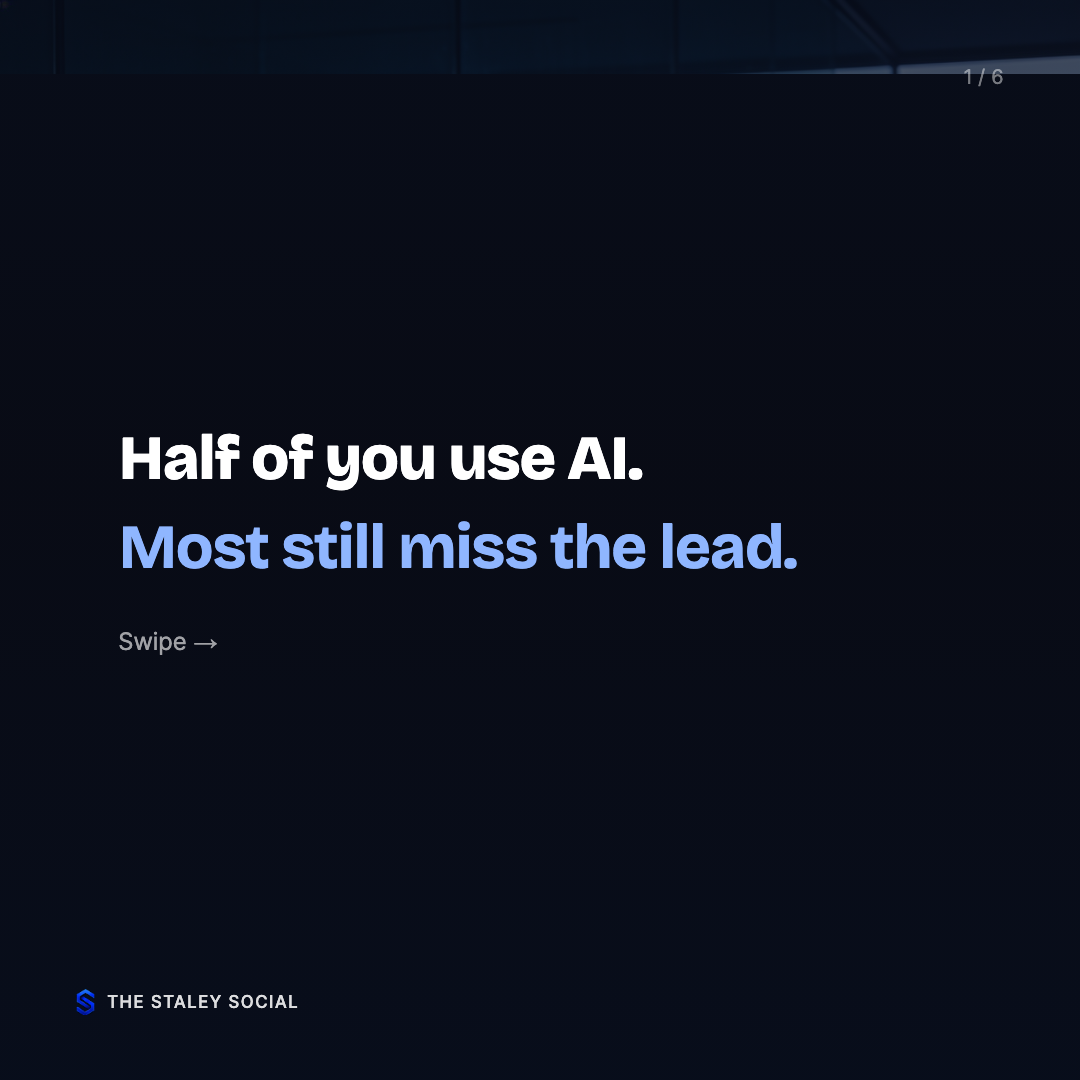 1 / 6
Half of you use AI.
Most still miss the lead.
Swipe →
THE STALEY SOCIAL